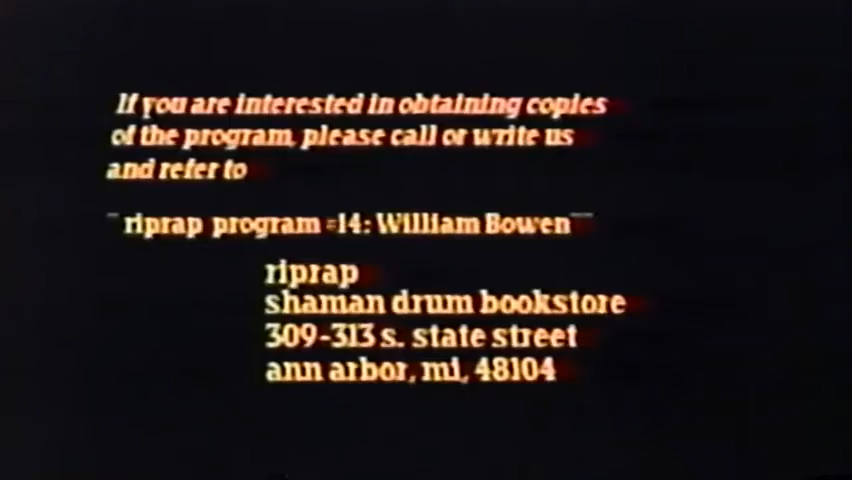 If you are interested in obtaining copies
of the program, please call or write us
and refer to
"riprap program #14: William Bowen"
riprap
shaman drum bookstore
309-313 s. state street
ann arbor, mi, 48104